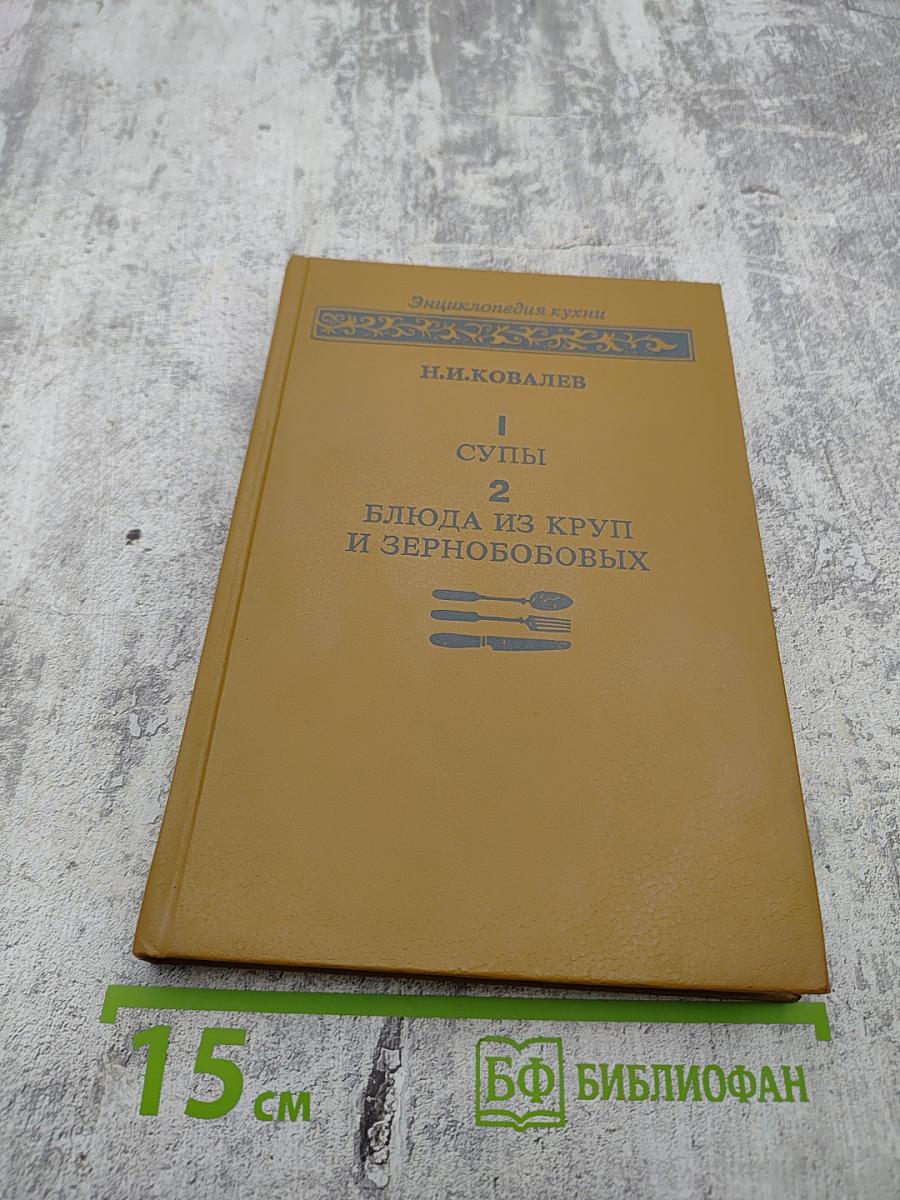 Энциклопедия кухни
Н.И.КОВАЛЕВ
1
СУПЫ
2
БЛЮДА ИЗ КРУП
И ЗЕРНОБОБОВЫХ
15 см
БФ БИБЛИОФАН